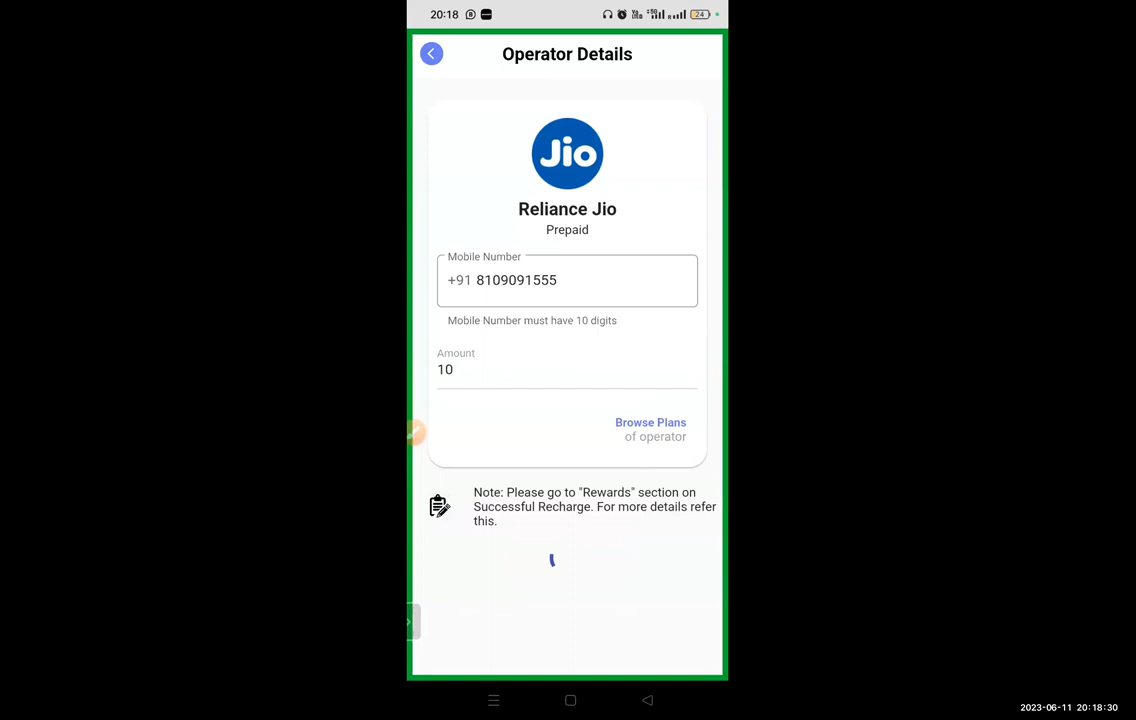 20:18
24
Operator Details
Jio
Reliance Jio
Prepaid
Mobile Number
+91 8109091555
Mobile Number must have 10 digits
Amount
10
Browse Plans
of operator
Note: Please go to "Rewards" section on
Successful Recharge. For more details refer
this.
2023-06-11 20:18:30